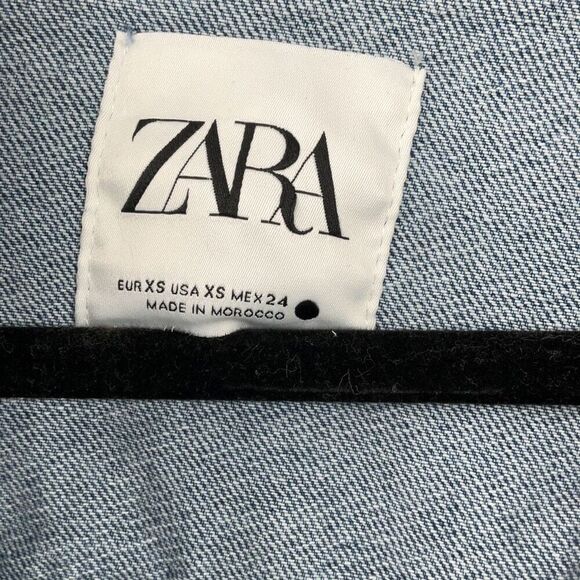 ZARA
EUR XS USA XS MEX 24
MADE IN MOROCCO